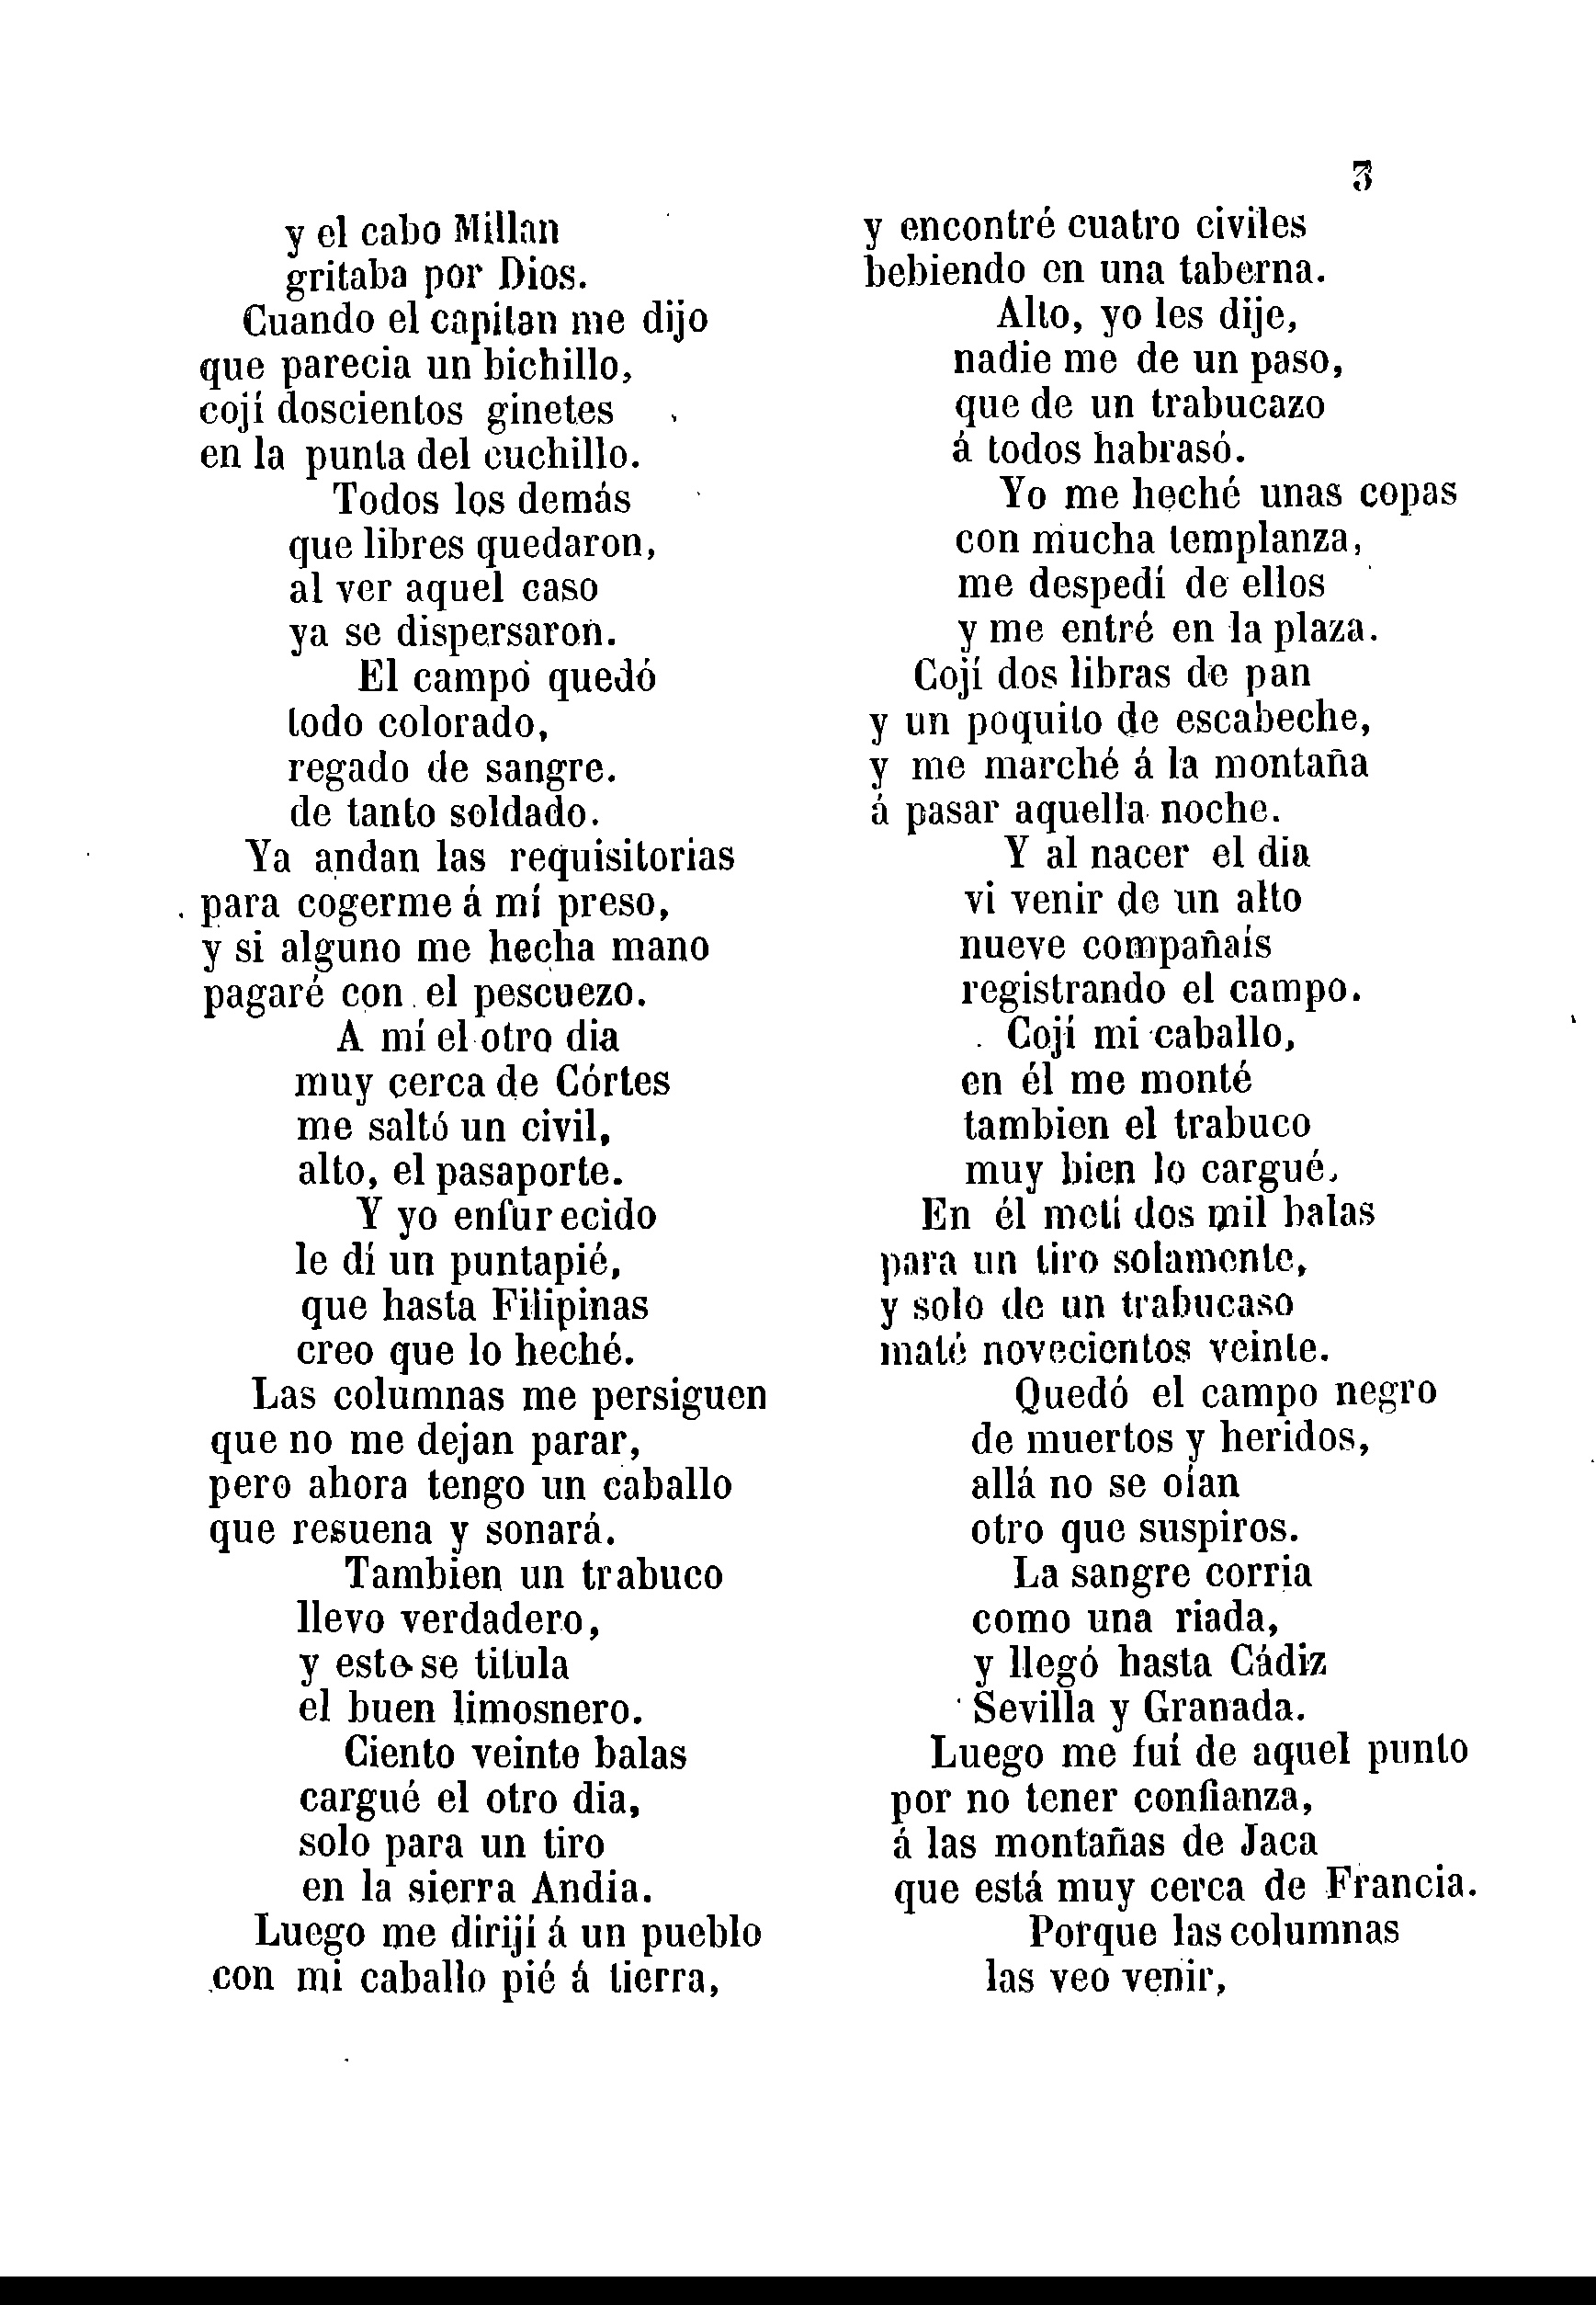 3
y el cabo Millan
gritaba por Dios.
Cuando el capitan me dijo
que parecia un bichillo,
cojí doscientos ginetes
en la punta del cuchillo.
Todos los demás
que libres quedaron,
al ver aquel caso
ya se dispersaron.
El campo quedó
todo colorado,
regado de sangre.
de tanto soldado.
Ya andan las requisitorias
para cogerme á mí preso,
y si alguno me hecha mano
pagaré con el pescuezo.
A mí el otro dia
muy cerca de Córtes
me saltó un civil,
alto, el pasaporte.
Y yo enfurecido
le dí un puntapié,
que hasta Filipinas
creo que lo heché.
Las columnas me persiguen
que no me dejan parar,
pero ahora tengo un caballo
que resuena y sonará.
Tambien un trabuco
llevo verdadero,
y este se titula
el buen limosnero.
Ciento veinte balas
cargué el otro dia,
solo para un tiro
en la sierra Andia.
Luego me dirijí á un pueblo
con mi caballo pié á tierra,
y encontré cuatro civiles
bebiendo en una taberna.
Alto, yo les dije,
nadie me de un paso,
que de un trabucazo
á todos habrasó.
Yo me heché unas copas
con mucha templanza,
me despedí de ellos
y me entré en la plaza.
Cojí dos libras de pan
y un poquito de escabeche,
y me marché á la montaña
á pasar aquella noche.
Y al nacer el dia
vi venir de un alto
nueve compañaís
registrando el campo.
Cojí mi caballo,
en él me monté
tambien el trabuco
muy bien lo cargué,
En él metí dos mil balas
para un tiro solamente,
y solo de un trabucaso
maté novecientos veinte.
Quedó el campo negro
de muertos y heridos,
allá no se oían
otro que suspiros.
La sangre corria
como una riada,
y llegó hasta Cádiz
Sevilla y Granada.
Luego me fuí de aquel punto
por no tener confianza,
á las montañas de Jaca
que está muy cerca de Francia.
Porque las columnas
las veo venir,